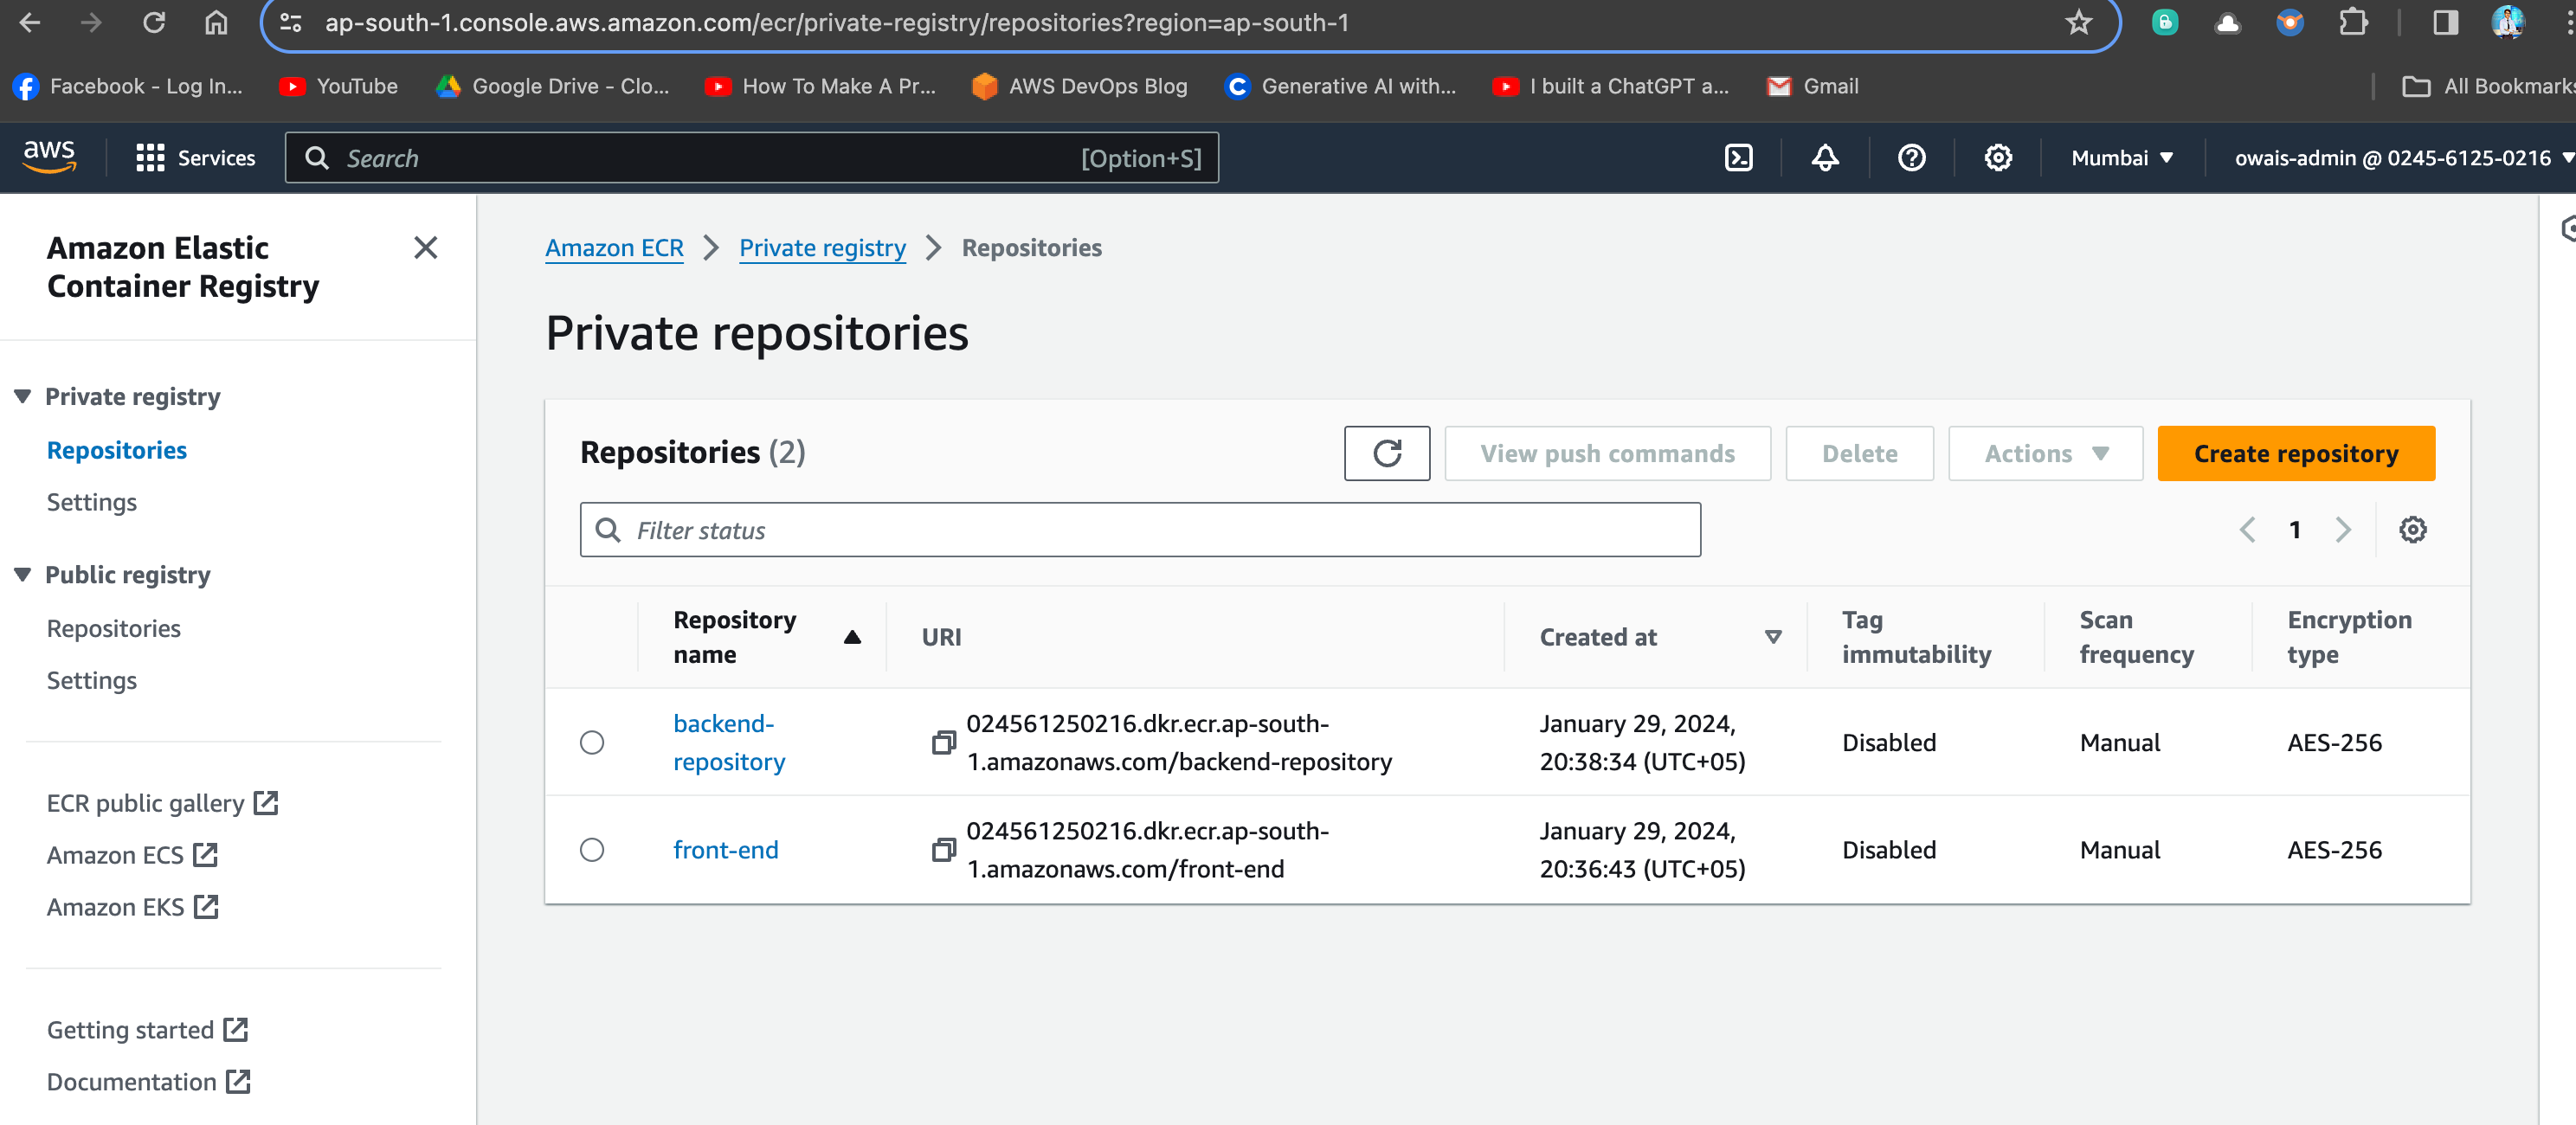 ap-south-1.console.aws.amazon.com/ecr/private-registry/repositories?region=ap-south-1
Facebook - Log In...
YouTube
Google Drive - Clo...
How To Make A Pr...
AWS DevOps Blog
Generative AI with...
I built a ChatGPT a...
Gmail
All Bookmarks
aws
Services
Search
[Option+S]
Mumbai
owais-admin @ 0245-6125-0216
Amazon Elastic
Container Registry
Private registry
Repositories
Settings
Public registry
Repositories
Settings
ECR public gallery
Amazon ECS
Amazon EKS
Getting started
Documentation
Amazon ECR
Private registry
Repositories
Private repositories
Repositories (2)
View push commands
Delete
Actions
Create repository
Filter status
1
Repository
name
URI
Created at
Tag
immutability
Scan
frequency
Encryption
type
backend-
repository
024561250216.dkr.ecr.ap-south-
1.amazonaws.com/backend-repository
January 29, 2024,
20:38:34 (UTC+05)
Disabled
Manual
AES-256
front-end
024561250216.dkr.ecr.ap-south-
1.amazonaws.com/front-end
January 29, 2024,
20:36:43 (UTC+05)
Disabled
Manual
AES-256